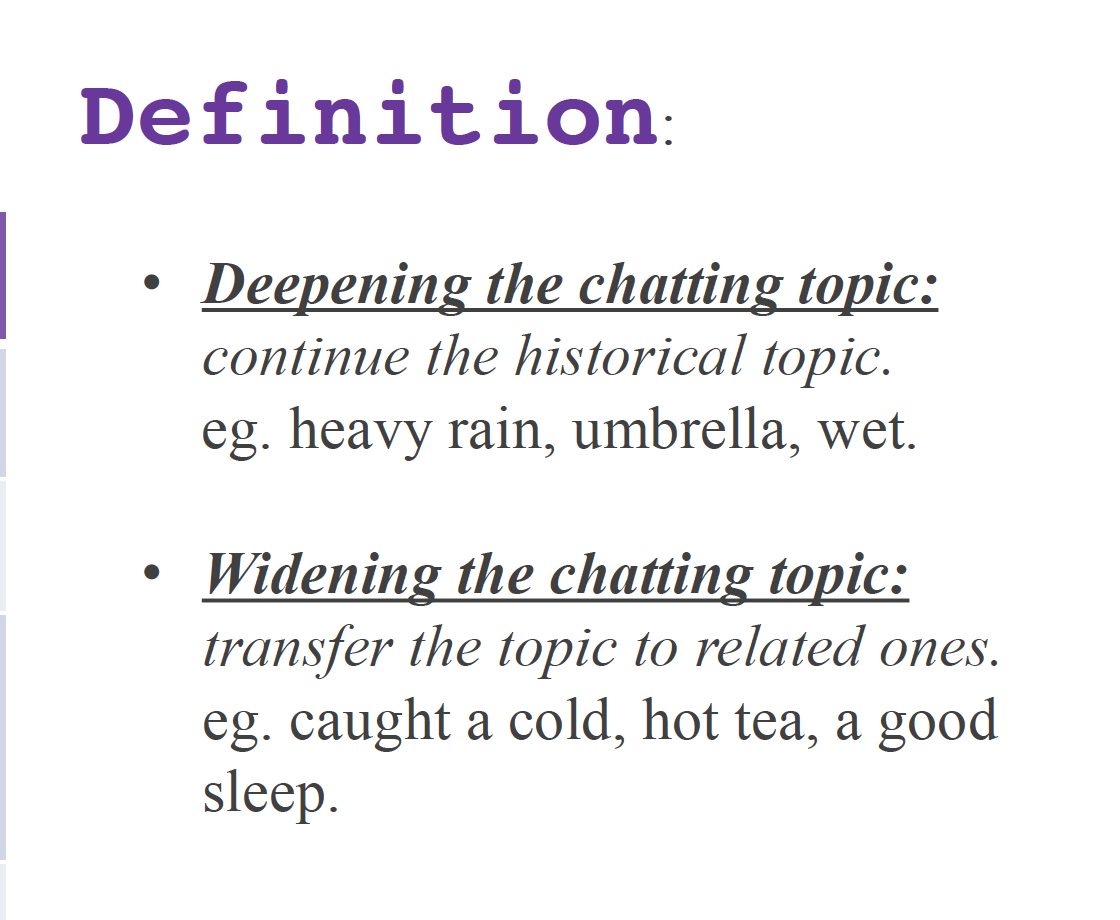 Definition:
• Deepening the chatting topic:
continue the historical topic.
eg. heavy rain, umbrella, wet.
• Widening the chatting topic:
transfer the topic to related ones.
eg. caught a cold, hot tea, a good
sleep.